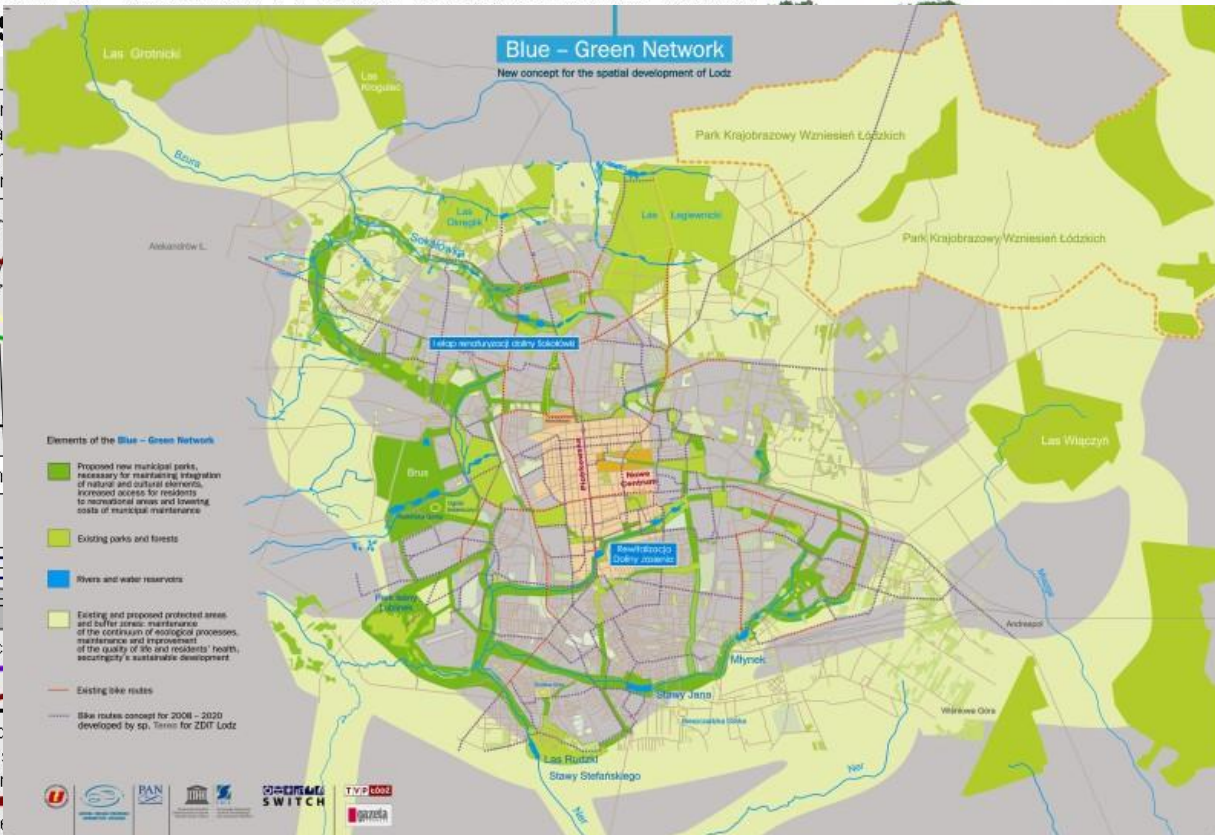 Blue – Green Network
New concept for the spatial development of Lodz
Las Grotnicki
Las
Krogulec
Bzura
Park Krajobrazowy Wzniesień Łódzkich
Las
Okręglik
Las Łagiewnicki
Sokołówka
Aleksandrów Ł.
Park Krajobrazowy Wzniesień Łódzkich
I etap renaturyzacji doliny Sokołówki
Las Wiączyń
Elements of the Blue – Green Network
Proposed new municipal parks,
necessary for maintaining integration
of natural and cultural elements,
increased access for residents
to recreational areas and lowering
costs of municipal maintenance
Existing parks and forests
Rivers and water reservoirs
Existing and proposed protected areas
and buffer zones: maintenance
of the continuum of ecological processes,
maintenance and improvement
of the quality of life and residents' health,
securingcity's sustainable development
Existing bike routes
Bike routes concept for 2008 – 2020
developed by sp. for ZDiT Lodz
Brus
Piotrkowska
Nowe
Centrum
Rewitalizacja
Doliny Jasienia
Lublinek
Miazga
Andrespol
Młynek
Stawy Jana
Wiśniowa Góra
Las Rudzki
Stawy Stefańskiego
Ner
Ner
PAN
SWITCH
TVP ŁÓDŹ
gazeta